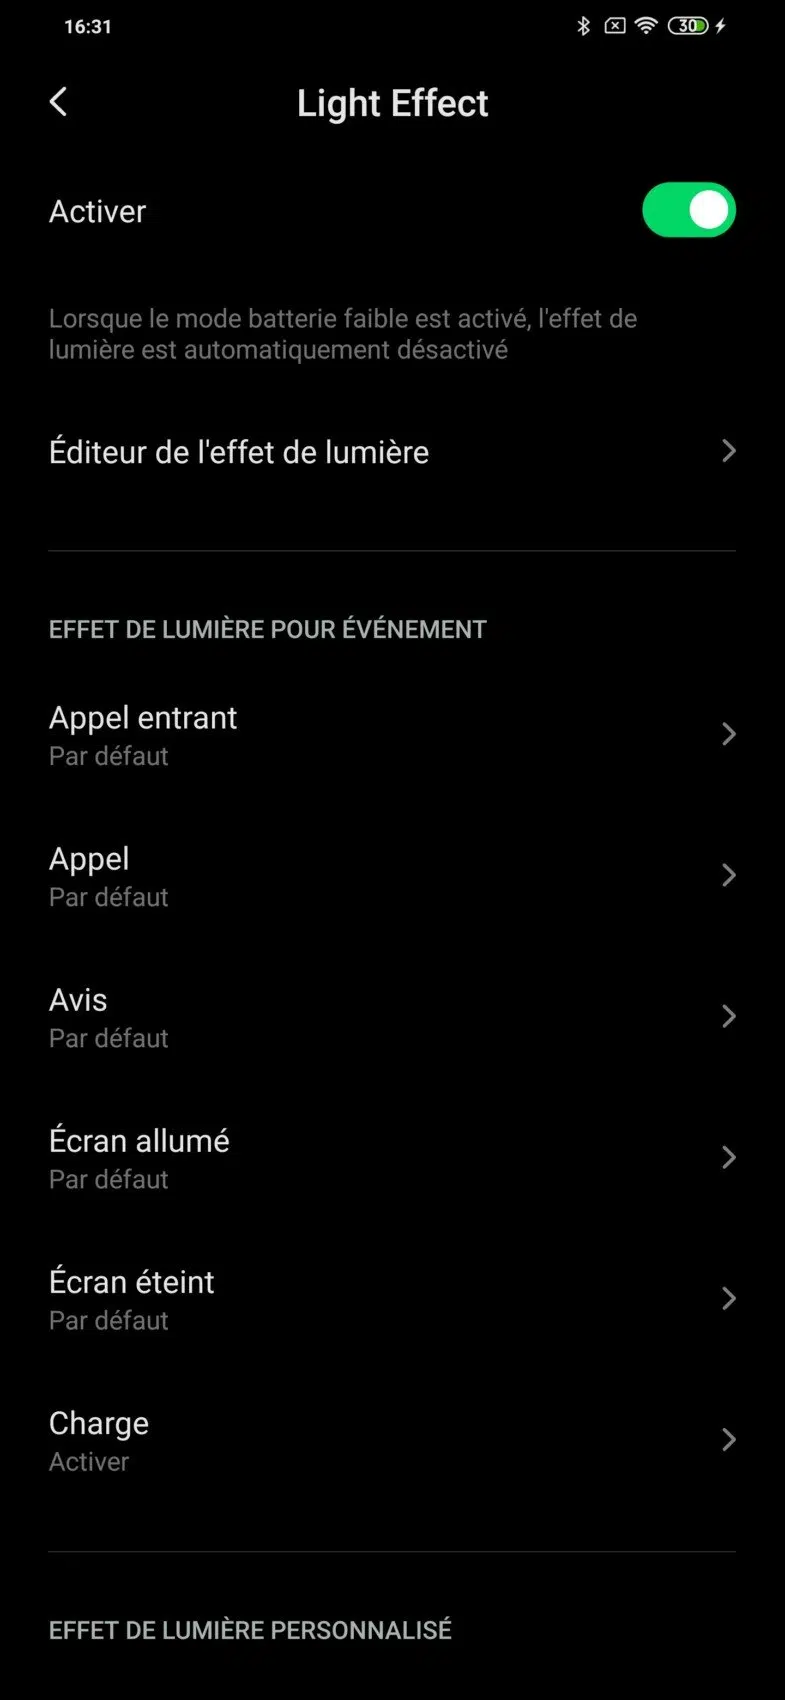 16:31
30
Light Effect
Activer
Lorsque le mode batterie faible est activé, l'effet de
lumière est automatiquement désactivé
Éditeur de l'effet de lumière
EFFET DE LUMIÈRE POUR ÉVÉNEMENT
Appel entrant
Par défaut
Appel
Par défaut
Avis
Par défaut
Écran allumé
Par défaut
Écran éteint
Par défaut
Charge
Activer
EFFET DE LUMIÈRE PERSONNALISÉ